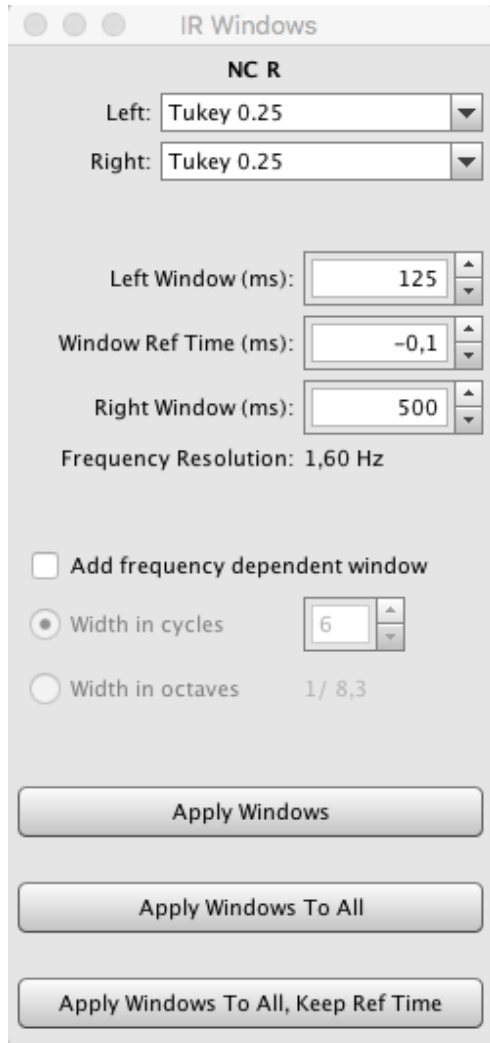 IR Windows
NC R
Left: Tukey 0.25
Right: Tukey 0.25
Left Window (ms): 125
Window Ref Time (ms): -0,1
Right Window (ms): 500
Frequency Resolution: 1,60 Hz
Add frequency dependent window
Width in cycles 6
Width in octaves 1/ 8,3
Apply Windows
Apply Windows To All
Apply Windows To All, Keep Ref Time